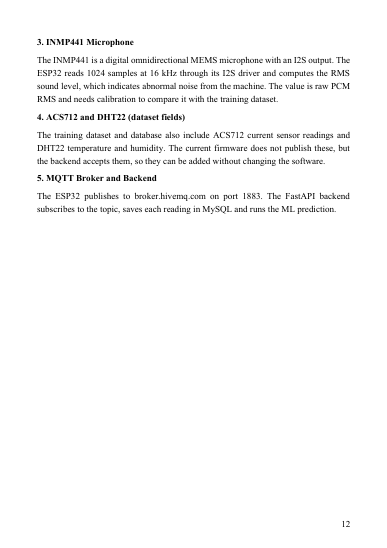 3. INMP441 Microphone
The INMP441 is a digital omnidirectional MEMS microphone with an I2S output. The
ESP32 reads 1024 samples at 16 kHz through its I2S driver and computes the RMS
sound level, which indicates abnormal noise from the machine. The value is raw PCM
RMS and needs calibration to compare it with the training dataset.
4. ACS712 and DHT22 (dataset fields)
The training dataset and database also include ACS712 current sensor readings and
DHT22 temperature and humidity. The current firmware does not publish these, but
the backend accepts them, so they can be added without changing the software.
5. MQTT Broker and Backend
The ESP32 publishes to broker.hivemq.com on port 1883. The FastAPI backend
subscribes to the topic, saves each reading in MySQL and runs the ML prediction.
12